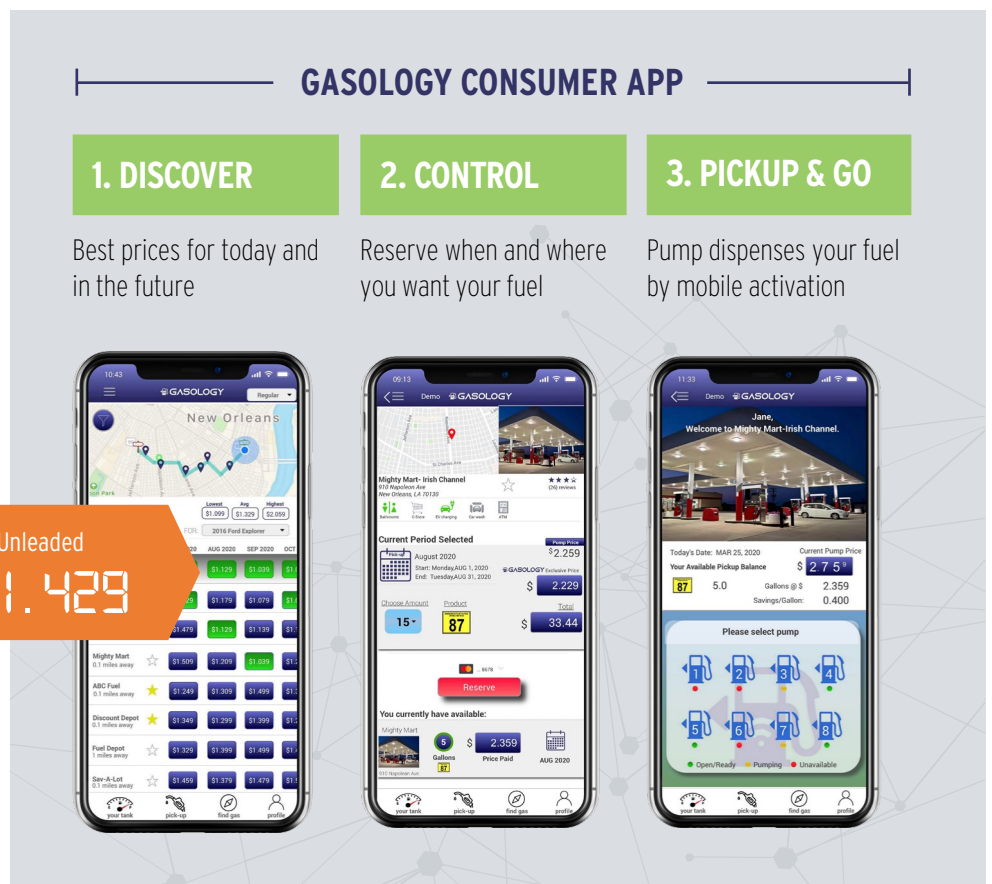 GASOLOGY CONSUMER APP
1. DISCOVER
Best prices for today and
in the future
2. CONTROL
Reserve when and where
you want your fuel
3. PICKUP & GO
Pump dispenses your fuel
by mobile activation
10:43
GASOLOGY
Regular
New Orleans
Lowest Avg Highest
$1.099 $1.329 $2.059
FOR: 2016 Ford Explorer
AUG 2020 SEP 2020 OCT
Unleaded
1.429
$1.129 $1.039
$1.179 $1.079
$1.479 $1.129 $1.139
Mighty Mart
0.1 miles away
$1.509 $1.209 $1.039
ABC Fuel
0.1 miles away
$1.249 $1.309 $1.499
Discount Depot
0.1 miles away
$1.349 $1.299 $1.399
Fuel Depot
1 miles away
$1.329 $1.399 $1.499
Sav-A-Lot
0.1 miles away
$1.459 $1.379 $1.479
your tank pick-up find gas profile
09:13
Demo GASOLOGY
St Charles Ave
Mighty Mart- Irish Channel
910 Napoleon Ave
New Orleans, LA 70130
(26) reviews
Bathrooms C-Store EV charging Car wash ATM
Current Period Selected
Pump Price
$2.259
Pick-up
August 2020
Start: Monday,AUG 1, 2020
End: Tuesday,AUG 31, 2020
GASOLOGY Exclusive Price
$ 2.229
Choose Amount Product Total
15 87 $ 33.44
.. 8678
Reserve
You currently have available:
Mighty Mart
910 Napoleon Ave
5
Gallons
87
$ 2.359
Price Paid
AUG 2020
your tank pick-up find gas profile
11:33
Demo GASOLOGY
Jane,
Welcome to Mighty Mart-Irish Channel.
Today's Date: MAR 25, 2020
Current Pump Price
Your Available Pickup Balance
$ 2 7 5 9
87 5.0 Gallons @ $ 2.359
Savings/Gallon: 0.400
Please select pump
1 2 3 4
5 6 7 8
Open/Ready Pumping Unavailable
your tank pick-up find gas profile